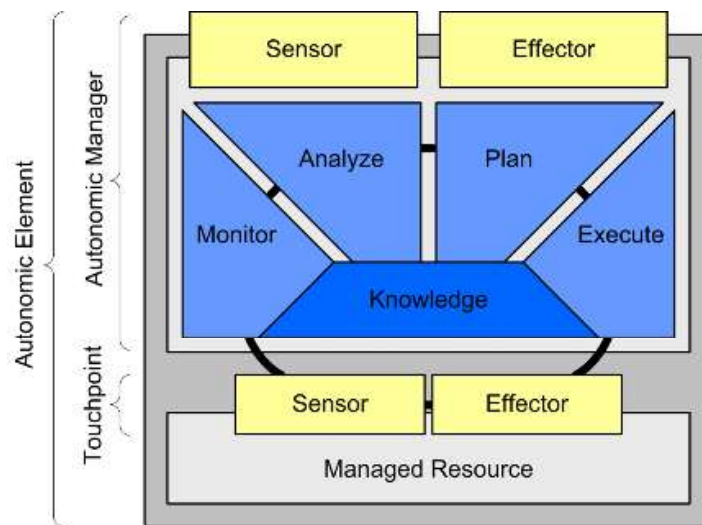 Sensor
Effector
Analyze
Plan
Monitor
Execute
Knowledge
Sensor
Effector
Managed Resource
Autonomic Element
Autonomic Manager
Touchpoint